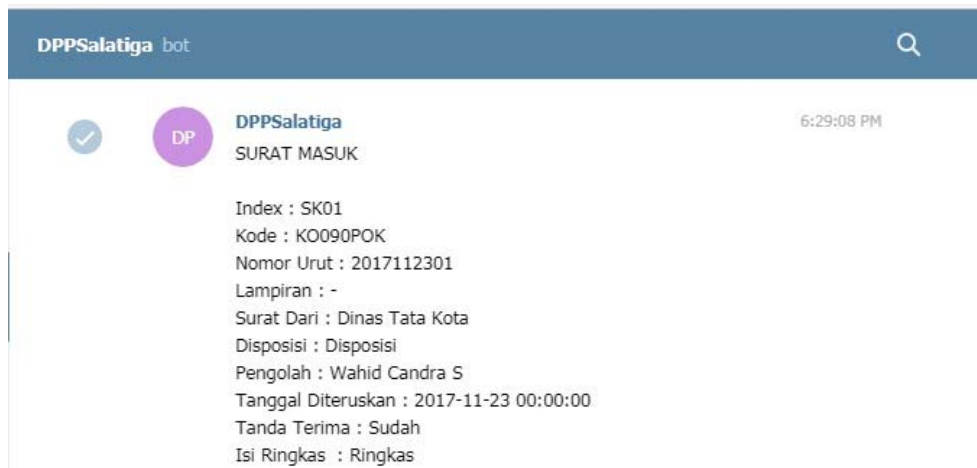 DPPSalatiga bot
DP
DPPSalatiga 6:29:08 PM
SURAT MASUK
Index : SK01
Kode : KO090POK
Nomor Urut : 2017112301
Lampiran : -
Surat Dari : Dinas Tata Kota
Disposisi : Disposisi
Pengolah : Wahid Candra S
Tanggal Diteruskan : 2017-11-23 00:00:00
Tanda Terima : Sudah
Isi Ringkas : Ringkas